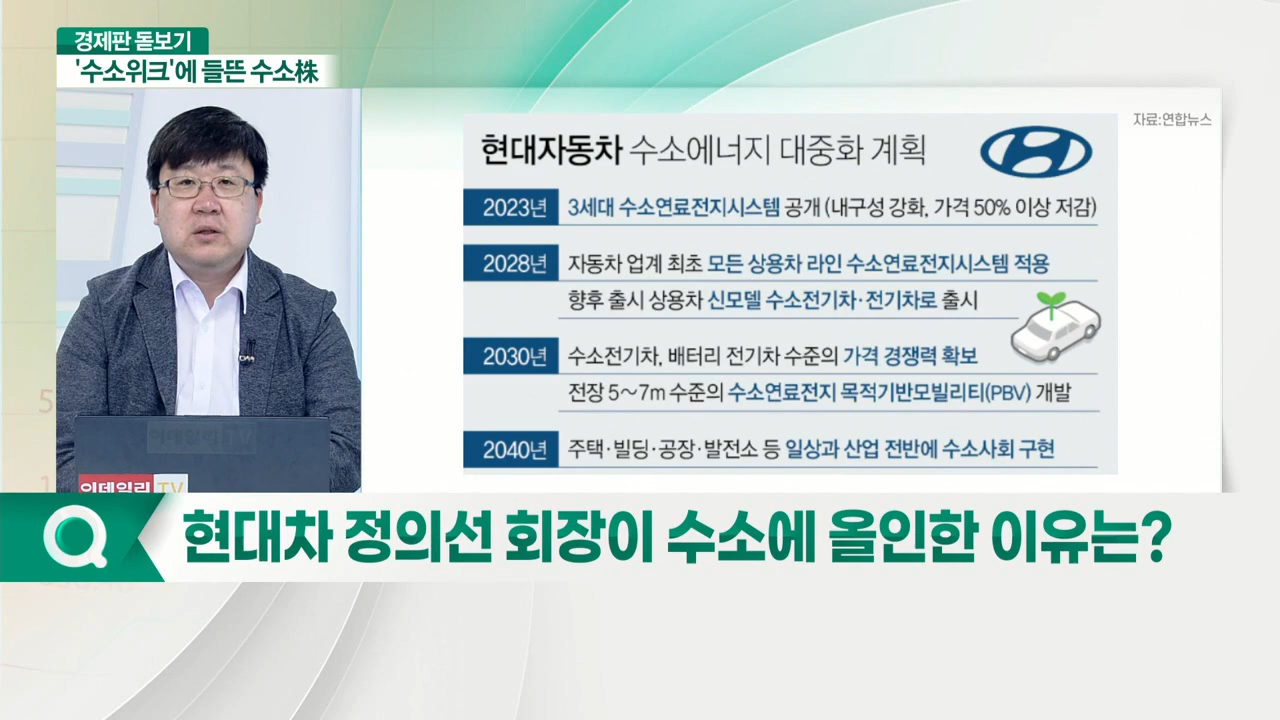 경제판 돋보기
'수소위크'에 들뜬 수소株
자료:연합뉴스
현대자동차 수소에너지 대중화 계획
2023년 3세대 수소연료전지시스템 공개 (내구성 강화, 가격 50% 이상 저감)
2028년 자동차 업계 최초 모든 상용차 라인 수소연료전지시스템 적용
향후 출시 상용차 신모델 수소전기차·전기차로 출시
2030년 수소전기차, 배터리 전기차 수준의 가격 경쟁력 확보
전장 5~7m 수준의 수소연료전지 목적기반모빌리티(PBV) 개발
2040년 주택·빌딩·공장·발전소 등 일상과 산업 전반에 수소사회 구현
이데일리TV
이데일리 TV
현대차 정의선 회장이 수소에 올인한 이유는?